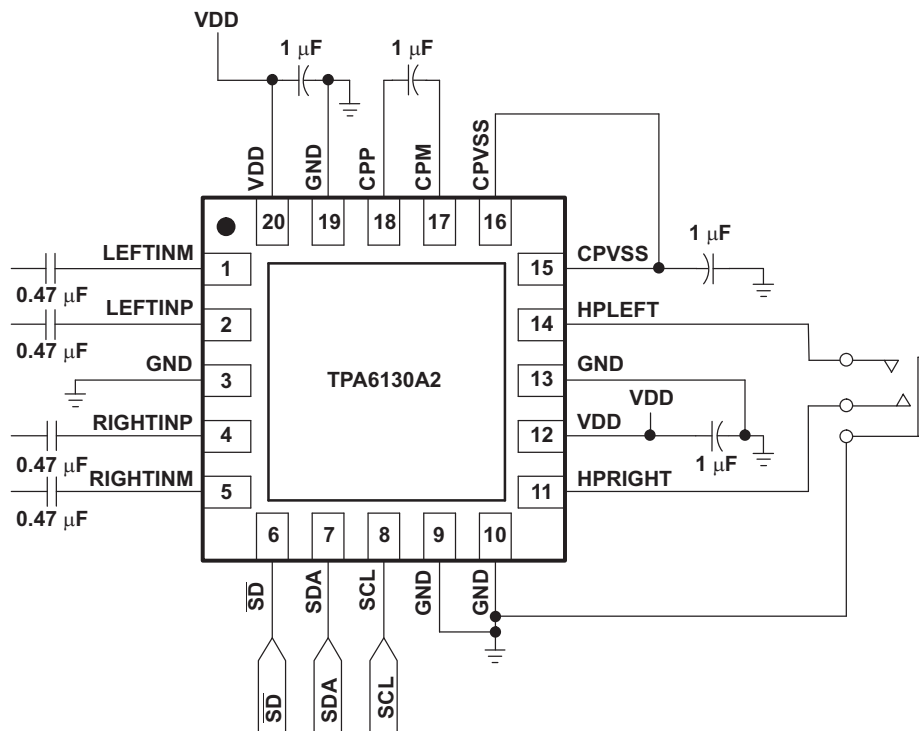 VDD
1 μF
1 μF
VDD
GND
CPP
CPM
CPVSS
20
19
18
17
16
LEFTINM
1
0.47 μF
LEFTINP
2
0.47 μF
GND
3
RIGHTINP
4
0.47 μF
RIGHTINM
5
0.47 μF
TPA6130A2
15
CPVSS
1 μF
14
HPLEFT
13
GND
VDD
12
VDD
1 μF
11
HPRIGHT
6
7
8
9
10
SD
SDA
SCL
GND
GND
SD
SDA
SCL